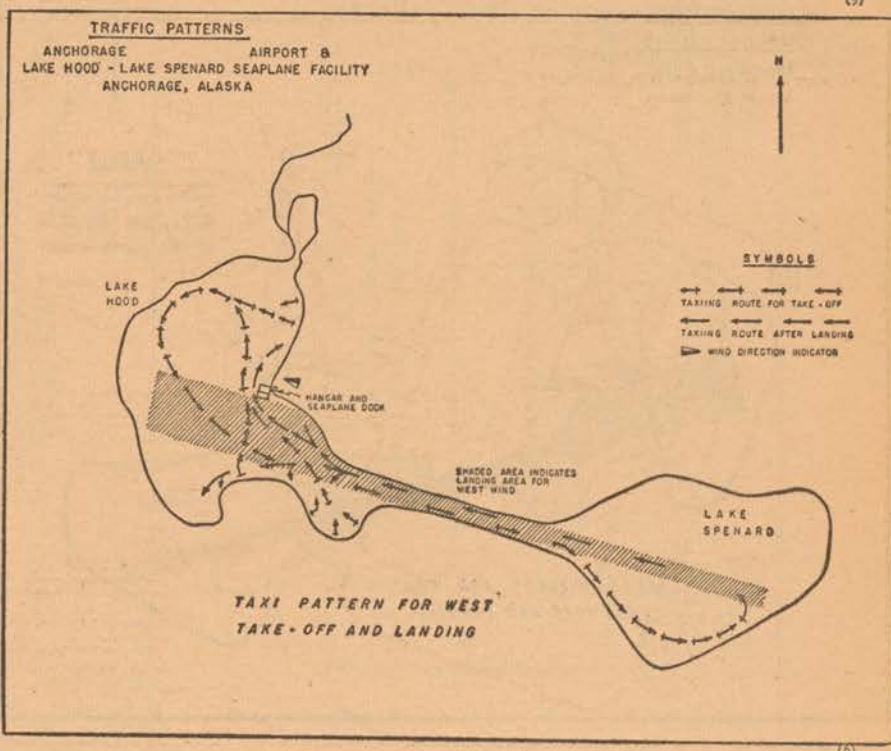 (5)
TRAFFIC PATTERNS
ANCHORAGE AIRPORT &
LAKE HOOD - LAKE SPENARD SEAPLANE FACILITY
ANCHORAGE, ALASKA
N
SYMBOLS
TAXIING ROUTE FOR TAKE-OFF
TAXIING ROUTE AFTER LANDING
WIND DIRECTION INDICATOR
LAKE
HOOD
HANGAR AND
SEAPLANE DOCK
SHADED AREA INDICATES
LANDING AREA FOR
WEST WIND
LAKE
SPENARD
TAXI PATTERN FOR WEST
TAKE-OFF AND LANDING
(6)